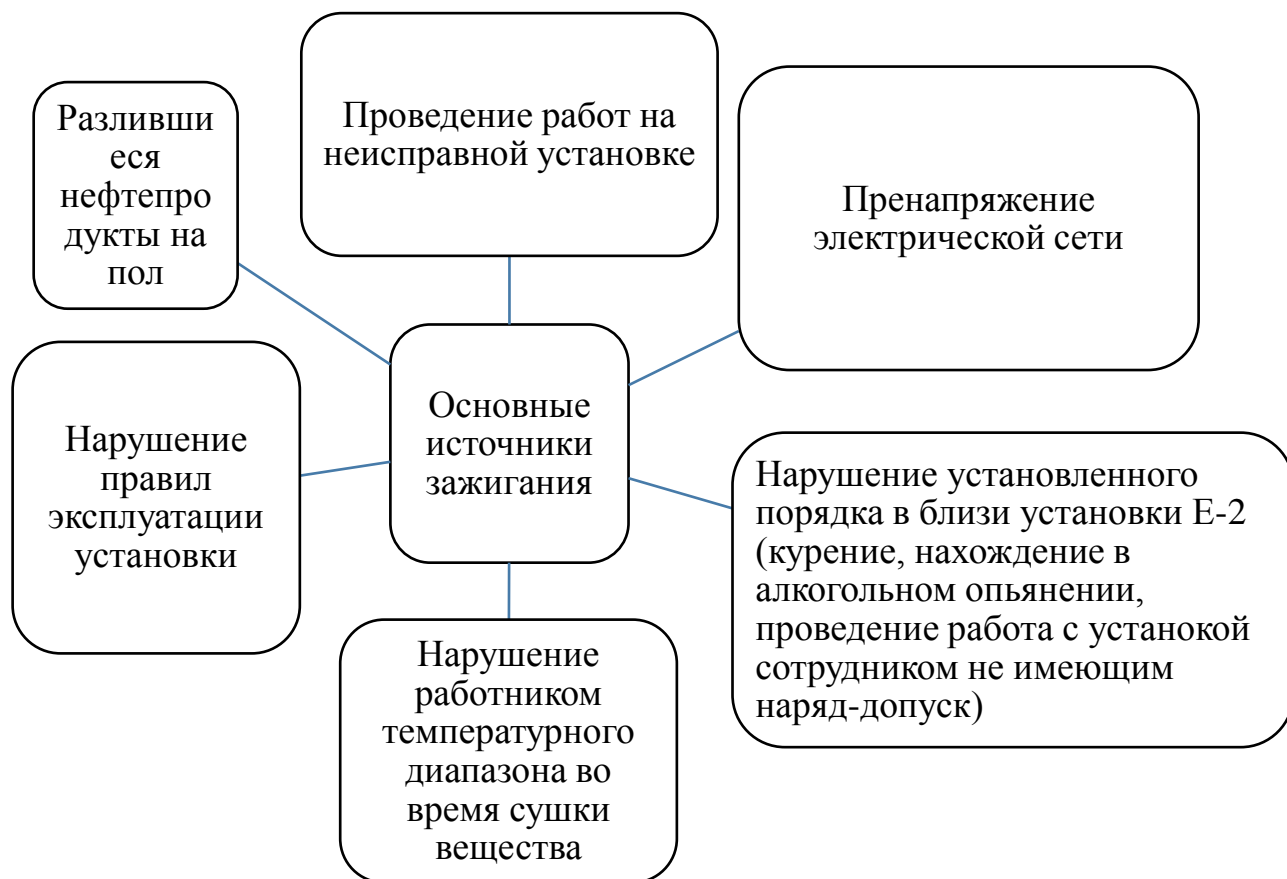 Проведение работ на
неисправной установке
Разливши
еся
нефтепро
дукты на
пол
Пренапряжение
электрической сети
Основные
источники
зажигания
Нарушение
правил
эксплуатации
установки
Нарушение установленного
порядка в близи установки Е-2
(курение, нахождение в
алкогольном опьянении,
проведение работа с устанокой
сотрудником не имеющим
наряд-допуск)
Нарушение
работником
температурного
диапазона во
время сушки
вещества